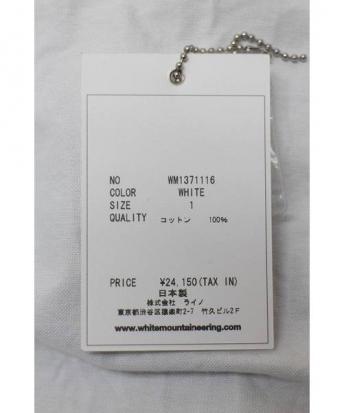 NO WM1371116
COLOR WHITE
SIZE 1
QUALITY コットン 100%
PRICE ¥24,150(TAX IN)
日本製
株式会社 ライノ
東京都渋谷区猿楽町2-7 竹久ビル2F
www.whitemountaineering.com